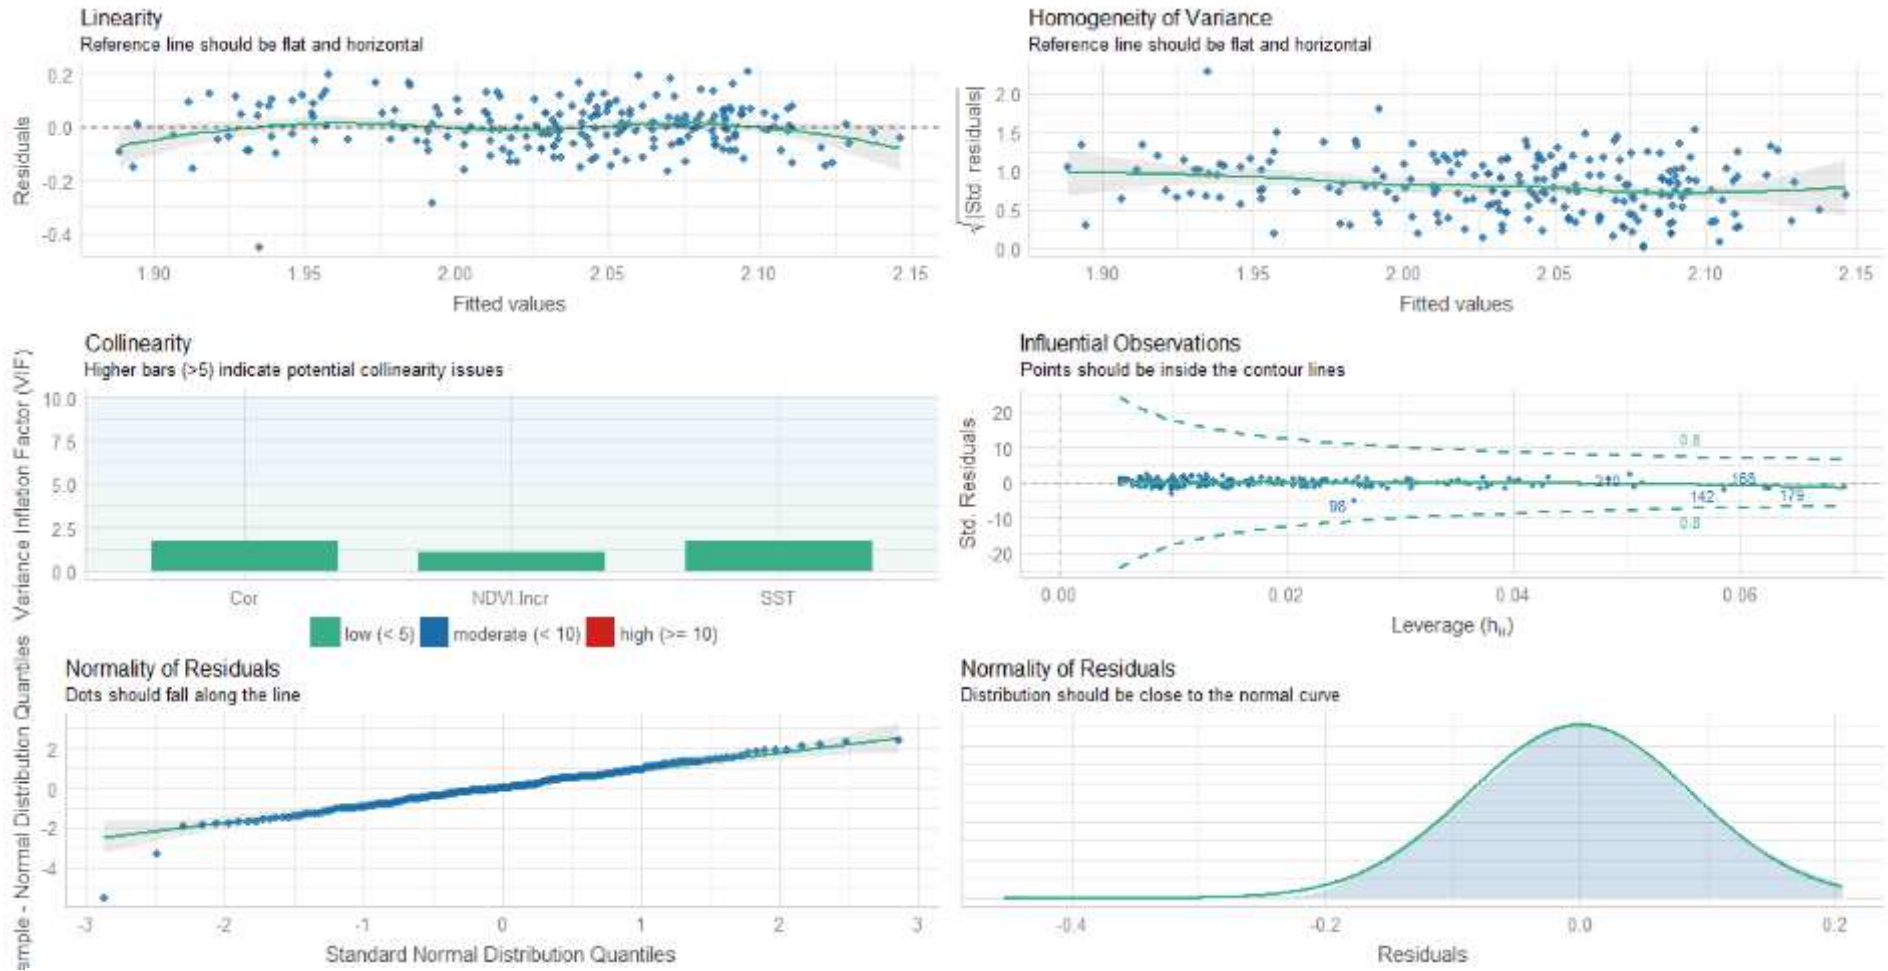 Linearity
Reference line should be flat and horizontal
0.2
0.0
-0.2
-0.4
Residuals
1.90 1.95 2.00 2.05 2.10 2.15
Fitted values
Homogeneity of Variance
Reference line should be flat and horizontal
2.0
1.5
1.0
0.5
0.0
√|Std. residuals|
1.90 1.95 2.00 2.05 2.10 2.15
Fitted values
Collinearity
Higher bars (>5) indicate potential collinearity issues
10.0
7.5
5.0
2.5
0.0
Variance Inflation Factor (VIF)
Cor NDVI.Incr SST
low (< 5) moderate (< 10) high (>= 10)
Influential Observations
Points should be inside the contour lines
20
10
0
-10
-20
Std. Residuals
0.8
210 168
142 179
98
0.8
0.00 0.02 0.04 0.06
Leverage (hᵢᵢ)
Normality of Residuals
Dots should fall along the line
2
0
-2
-4
ample - Normal Distribution Quantiles
-3 -2 -1 0 1 2 3
Standard Normal Distribution Quantiles
Normality of Residuals
Distribution should be close to the normal curve
-0.4 -0.2 0.0 0.2
Residuals